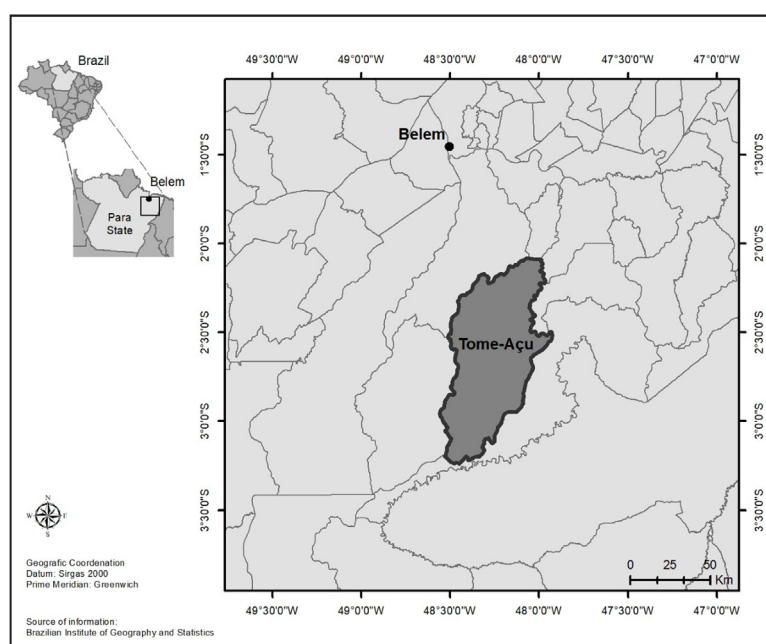 Brazil
Belem
Para
State
49°30'0"W 49°0'0"W 48°30'0"W 48°0'0"W 47°30'0"W 47°0'0"W
1°30'0"S
2°0'0"S
2°30'0"S
3°0'0"S
3°30'0"S
Belem
Tome-Açu
1°30'0"S
2°0'0"S
2°30'0"S
3°0'0"S
3°30'0"S
0 25 50
Km
49°30'0"W 49°0'0"W 48°30'0"W 48°0'0"W 47°30'0"W 47°0'0"W
N
W E
S
Geografic Coordenation
Datum: Sirgas 2000
Prime Meridian: Greenwich
Source of information:
Brazilian Institute of Geography and Statistics